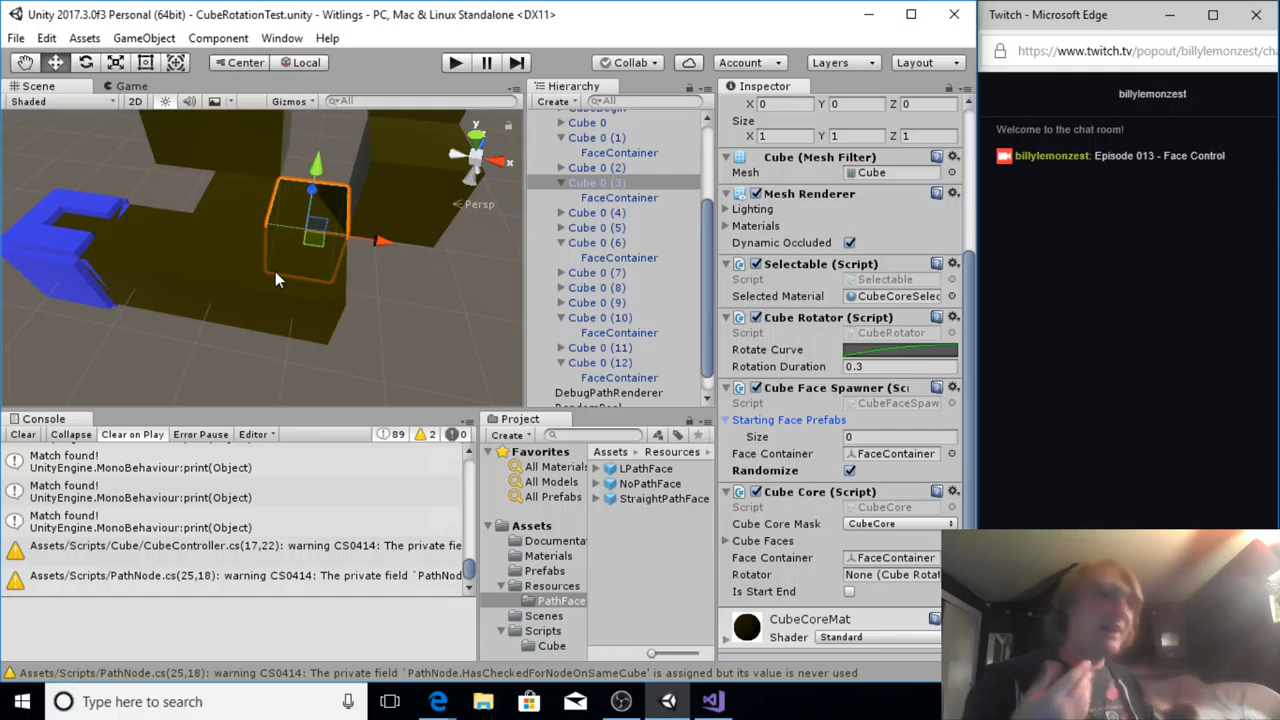 Unity 2017.3.0f3 Personal (64bit) - CubeRotationTest.unity - Witlings - PC, Mac & Linux Standalone <DX11>
File Edit Assets GameObject Component Window Help
Center Local Collab Account Layers Layout
Scene Game
Shaded 2D Gizmos All
y
x
Persp
Hierarchy
Create All
Cube 0
Cube 0 (1)
FaceContainer
Cube 0 (2)
Cube 0 (3)
FaceContainer
Cube 0 (4)
Cube 0 (5)
Cube 0 (6)
FaceContainer
Cube 0 (7)
Cube 0 (8)
Cube 0 (9)
Cube 0 (10)
FaceContainer
Cube 0 (11)
Cube 0 (12)
FaceContainer
DebugPathRenderer
Inspector
X 0 Y 0 Z 0
Size
X 1 Y 1 Z 1
Cube (Mesh Filter)
Mesh Cube
Mesh Renderer
Lighting
Materials
Dynamic Occluded
Selectable (Script)
Script Selectable
Selected Material CubeCoreSelec
Cube Rotator (Script)
Script CubeRotator
Rotate Curve
Rotation Duration 0.3
Cube Face Spawner (Scr
Script CubeFaceSpaw
Starting Face Prefabs
Size 0
Face Container FaceContainer
Randomize
Cube Core (Script)
Script CubeCore
Cube Core Mask CubeCore
Cube Faces
Face Container FaceContainer
Rotator None (Cube Rotat
Is Start End
CubeCoreMat
Shader Standard
Console
Clear Collapse Clear on Play Error Pause Editor 89 2 0
Match found!
UnityEngine.MonoBehaviour:print(Object)
Match found!
UnityEngine.MonoBehaviour:print(Object)
Match found!
UnityEngine.MonoBehaviour:print(Object)
Assets/Scripts/Cube/CubeController.cs(17,22): warning CS0414: The private fie
Assets/Scripts/PathNode.cs(25,18): warning CS0414: The private field `PathNod
Project
Create
Favorites
All Materials
All Models
All Prefabs
Assets
Documenta
Materials
Prefabs
Resources
PathFace
Scenes
Scripts
Cube
Assets Resources
LPathFace
NoPathFace
StraightPathFace
Assets/Scripts/PathNode.cs(25,18): warning CS0414: The private field `PathNode.HasCheckedForNodeOnSameCube' is assigned but its value is never used
Type here to search
Twitch - Microsoft Edge
https://www.twitch.tv/popout/billylemonzest/cha
billylemonzest
Welcome to the chat room!
billylemonzest: Episode 013 - Face Control